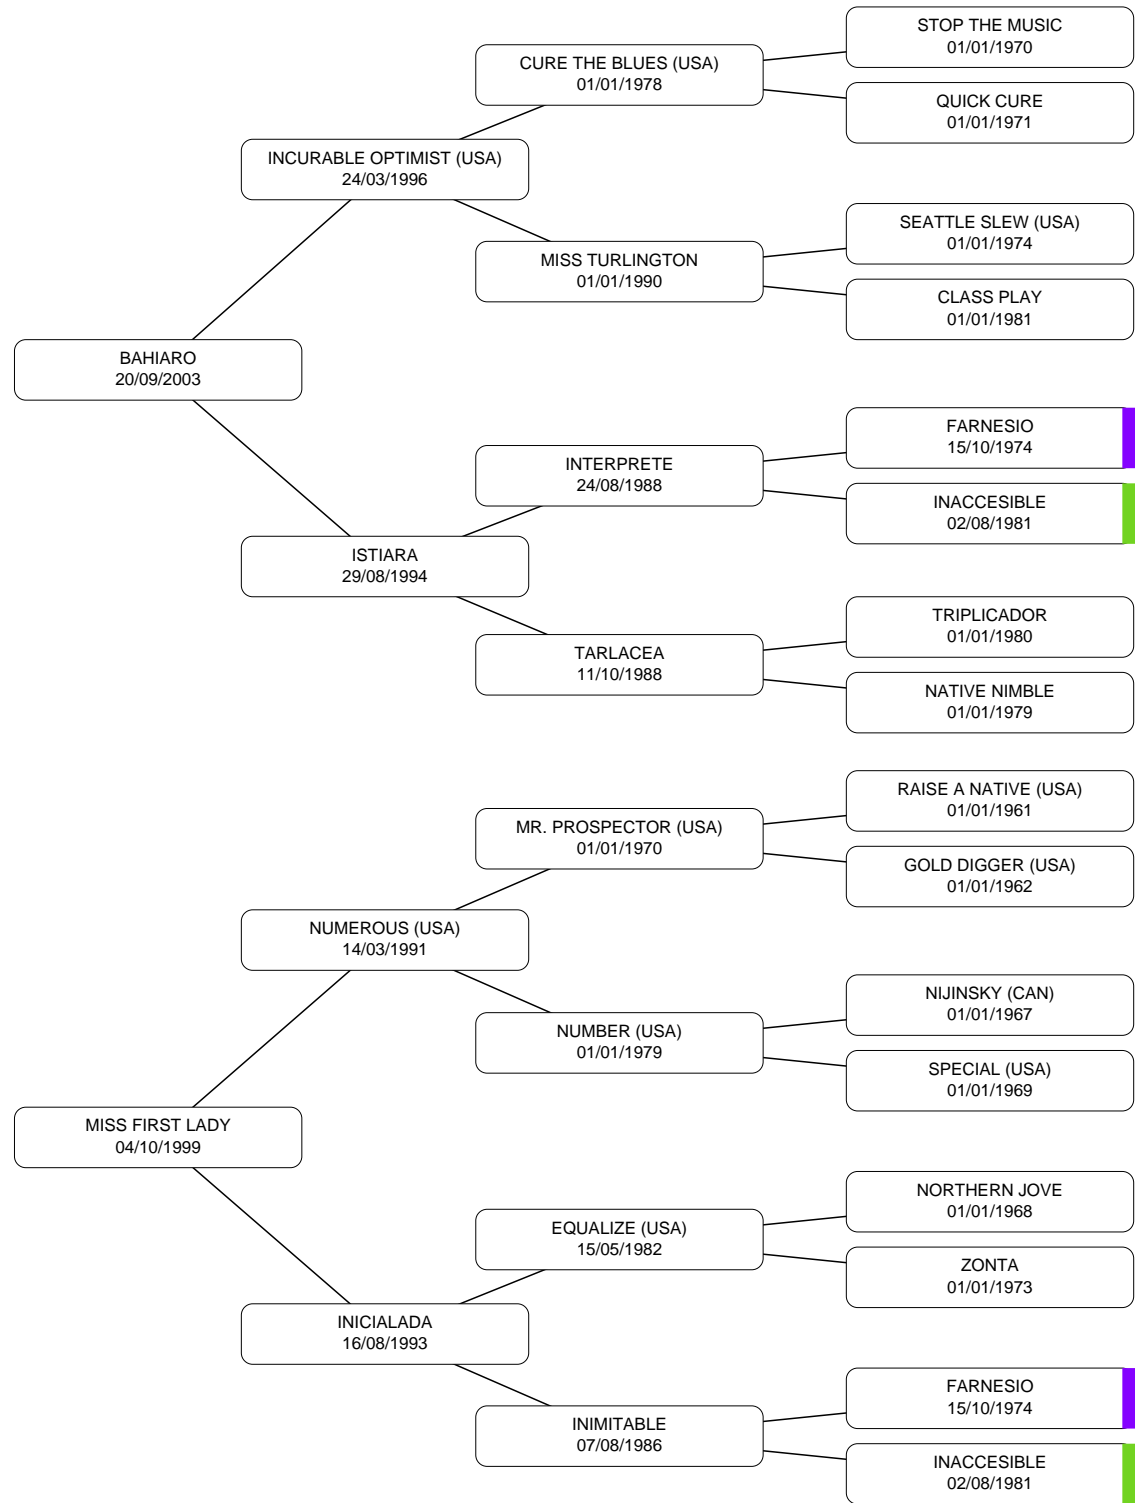 STOP THE MUSIC
01/01/1970
CURE THE BLUES (USA)
01/01/1978
QUICK CURE
01/01/1971
INCURABLE OPTIMIST (USA)
24/03/1996
SEATTLE SLEW (USA)
01/01/1974
MISS TURLINGTON
01/01/1990
CLASS PLAY
01/01/1981
BAHIARO
20/09/2003
FARNESIO
15/10/1974
INTERPRETE
24/08/1988
INACCESIBLE
02/08/1981
ISTIARA
29/08/1994
TRIPLICADOR
01/01/1980
TARLACEA
11/10/1988
NATIVE NIMBLE
01/01/1979
RAISE A NATIVE (USA)
01/01/1961
MR. PROSPECTOR (USA)
01/01/1970
GOLD DIGGER (USA)
01/01/1962
NUMEROUS (USA)
14/03/1991
NIJINSKY (CAN)
01/01/1967
NUMBER (USA)
01/01/1979
SPECIAL (USA)
01/01/1969
MISS FIRST LADY
04/10/1999
NORTHERN JOVE
01/01/1968
EQUALIZE (USA)
15/05/1982
ZONTA
01/01/1973
INICIALADA
16/08/1993
FARNESIO
15/10/1974
INIMITABLE
07/08/1986
INACCESIBLE
02/08/1981